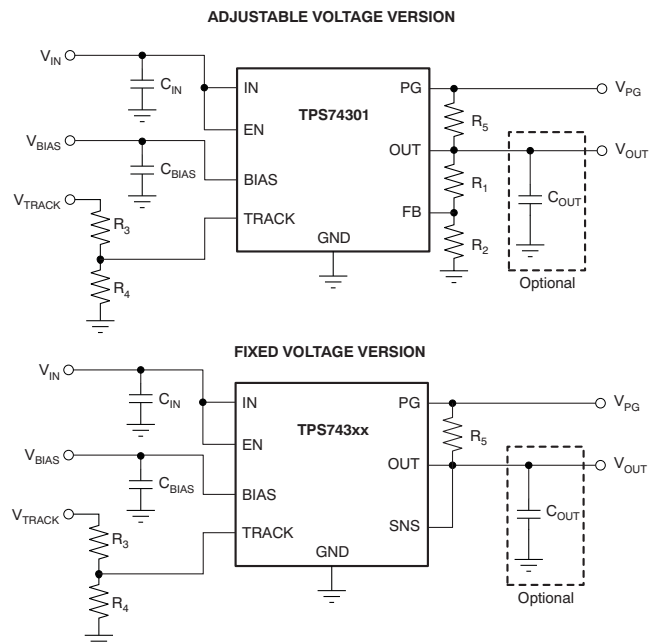 ADJUSTABLE VOLTAGE VERSION
V_IN
C_IN
IN
PG
V_PG
TPS74301
R_5
EN
V_BIAS
OUT
V_OUT
C_BIAS
BIAS
R_1
C_OUT
V_TRACK
TRACK
FB
R_3
GND
R_2
R_4
Optional
FIXED VOLTAGE VERSION
V_IN
C_IN
IN
PG
V_PG
TPS743xx
R_5
EN
V_BIAS
OUT
V_OUT
C_BIAS
BIAS
C_OUT
V_TRACK
TRACK
SNS
R_3
GND
R_4
Optional